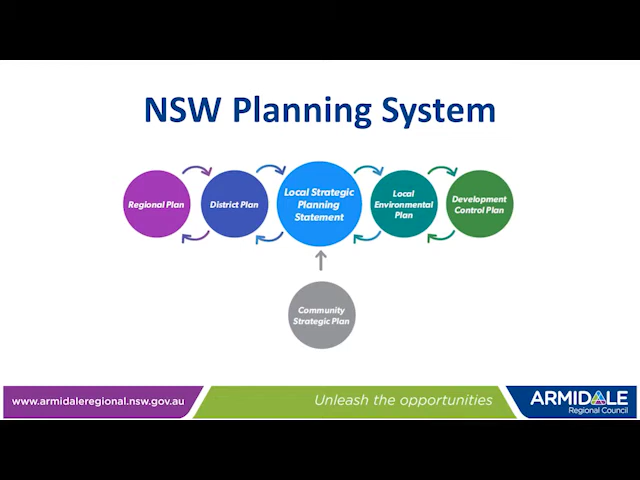 NSW Planning System
Regional Plan
District Plan
Local Strategic
Planning
Statement
Local
Environmental
Plan
Development
Control Plan
Community
Strategic Plan
www.armidaleregional.nsw.gov.au
Unleash the opportunities
ARMIDALE
Regional Council